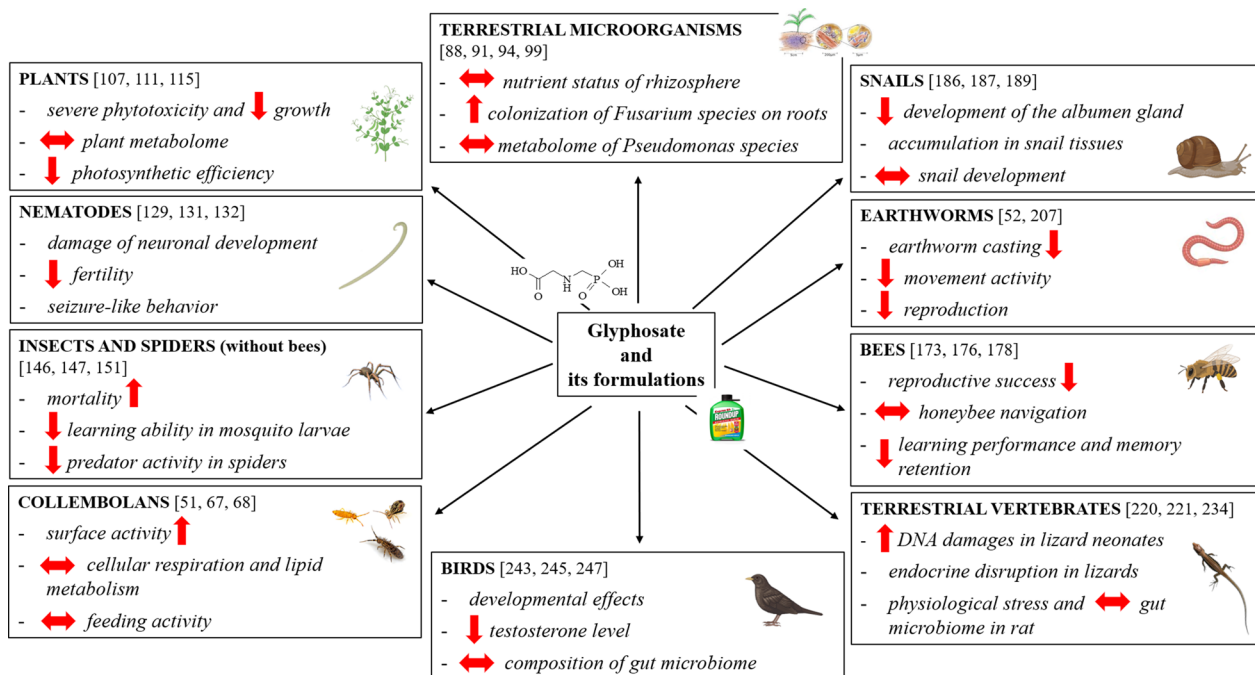 TERRESTRIAL MICROORGANISMS
[88, 91, 94, 99]
- nutrient status of rhizosphere
- colonization of Fusarium species on roots
- metabolome of Pseudomonas species
PLANTS [107, 111, 115]
- severe phytotoxicity and growth
- plant metabolome
- photosynthetic efficiency
NEMATODES [129, 131, 132]
- damage of neuronal development
- fertility
- seizure-like behavior
INSECTS AND SPIDERS (without bees)
[146, 147, 151]
- mortality
- learning ability in mosquito larvae
- predator activity in spiders
COLLEMBOLANS [51, 67, 68]
- surface activity
- cellular respiration and lipid
metabolism
- feeding activity
HO
O
N
H
P
O
OH
OH
Glyphosate
and
its formulations
ROUNDUP
BIRDS [243, 245, 247]
- developmental effects
- testosterone level
- composition of gut microbiome
SNAILS [186, 187, 189]
- development of the albumen gland
- accumulation in snail tissues
- snail development
EARTHWORMS [52, 207]
- earthworm casting
- movement activity
- reproduction
BEES [173, 176, 178]
- reproductive success
- honeybee navigation
- learning performance and memory
retention
TERRESTRIAL VERTEBRATES [220, 221, 234]
- DNA damages in lizard neonates
- endocrine disruption in lizards
- physiological stress and gut
microbiome in rat